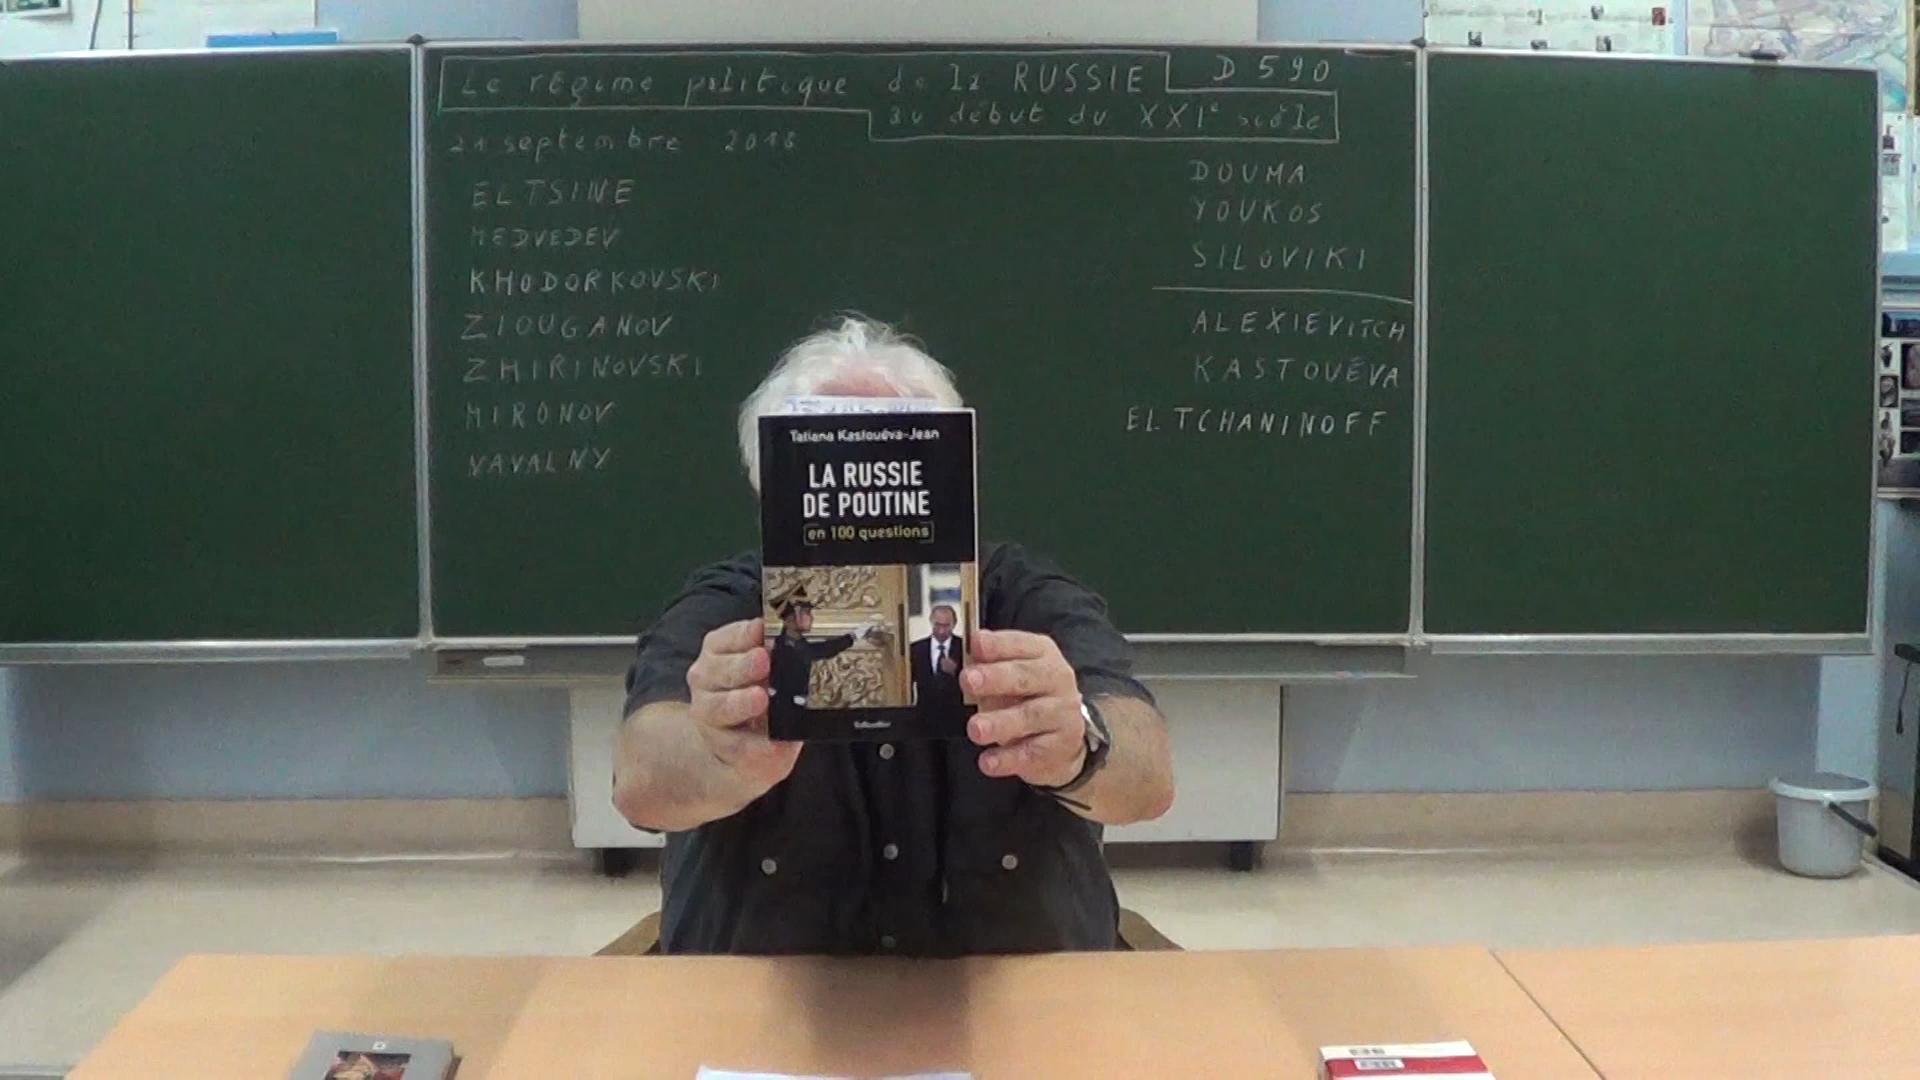 Le régime politique de la RUSSIE
D 590
au début du XXIe siècle
21 septembre 2018
ELTSINE
MEDVEDEV
KHODORKOVSKI
ZIOUGANOV
ZHIRINOVSKI
MIRONOV
NAVALNY
DOUMA
YOUKOS
SILOVIKI
ALEXIEVITCH
KASTOUÉVA
ELTCHANINOFF
Tatiana Kastouéva-Jean
LA RUSSIE
DE POUTINE
en 100 questions
Tallandier